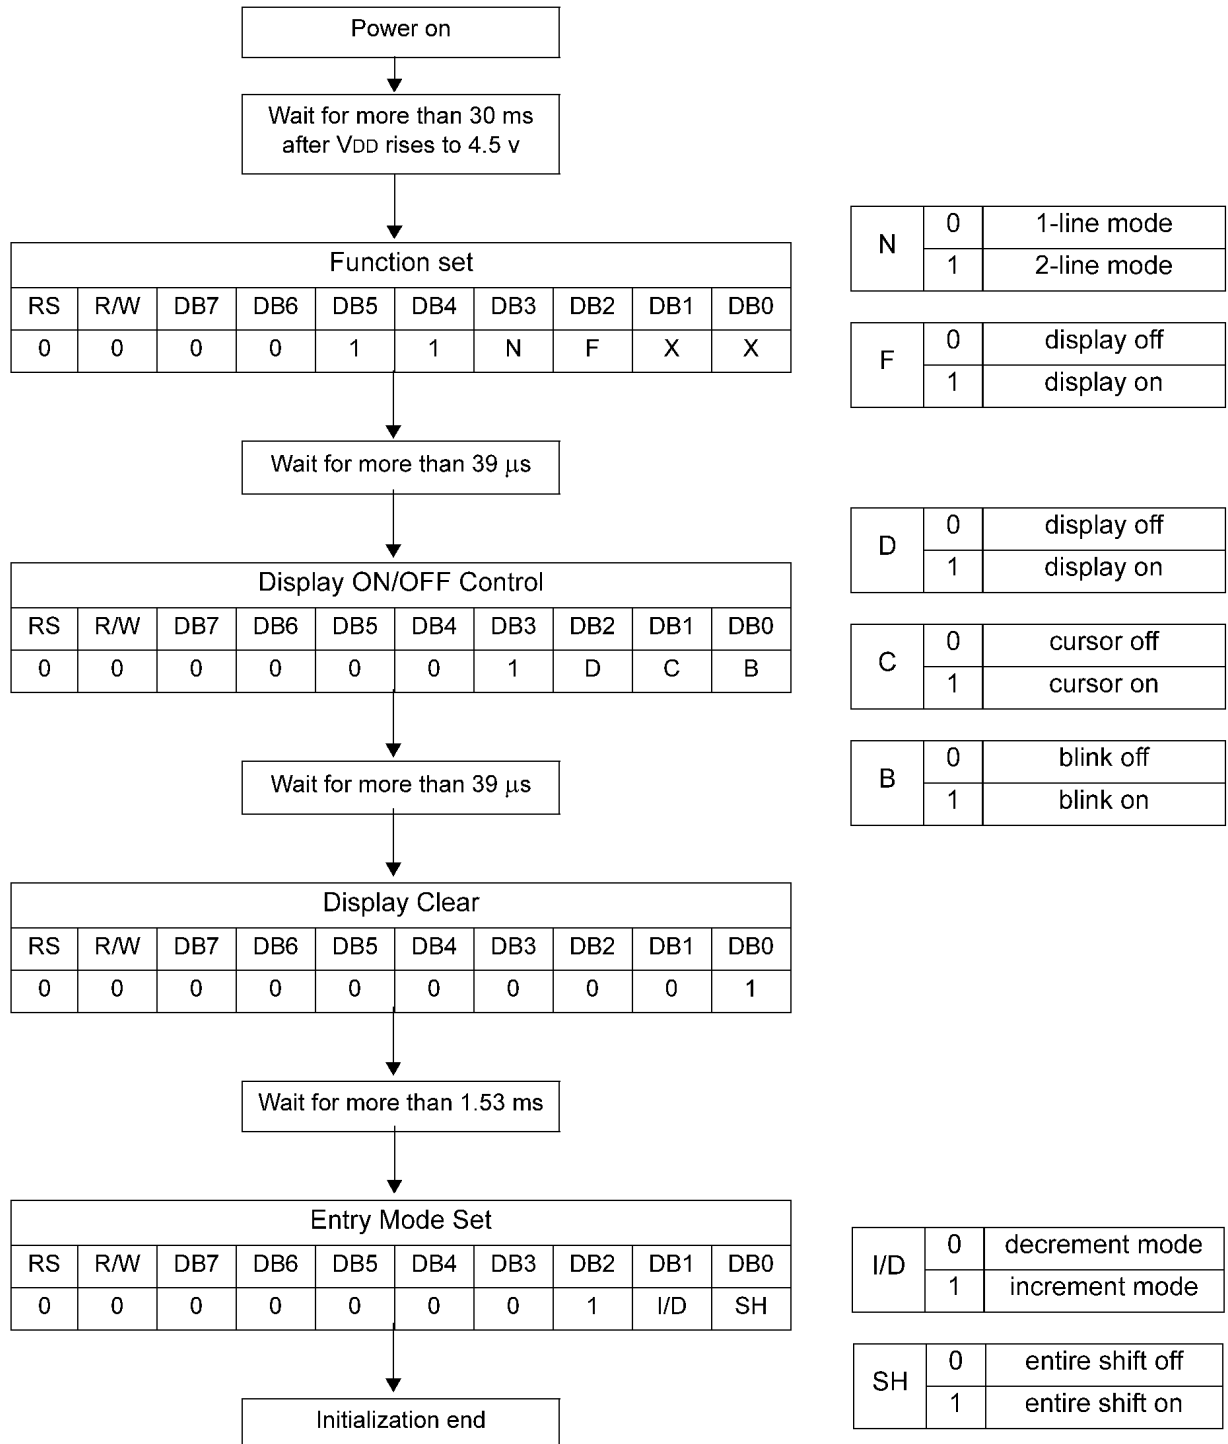 Power on
Wait for more than 30 ms
after VDD rises to 4.5 v
Function set
RS R/W DB7 DB6 DB5 DB4 DB3 DB2 DB1 DB0
0 0 0 0 1 1 N F X X
N 0 1-line mode
1 2-line mode
F 0 display off
1 display on
Wait for more than 39 μs
Display ON/OFF Control
RS R/W DB7 DB6 DB5 DB4 DB3 DB2 DB1 DB0
0 0 0 0 0 0 1 D C B
D 0 display off
1 display on
C 0 cursor off
1 cursor on
B 0 blink off
1 blink on
Wait for more than 39 μs
Display Clear
RS R/W DB7 DB6 DB5 DB4 DB3 DB2 DB1 DB0
0 0 0 0 0 0 0 0 0 1
Wait for more than 1.53 ms
Entry Mode Set
RS R/W DB7 DB6 DB5 DB4 DB3 DB2 DB1 DB0
0 0 0 0 0 0 0 1 I/D SH
I/D 0 decrement mode
1 increment mode
SH 0 entire shift off
1 entire shift on
Initialization end